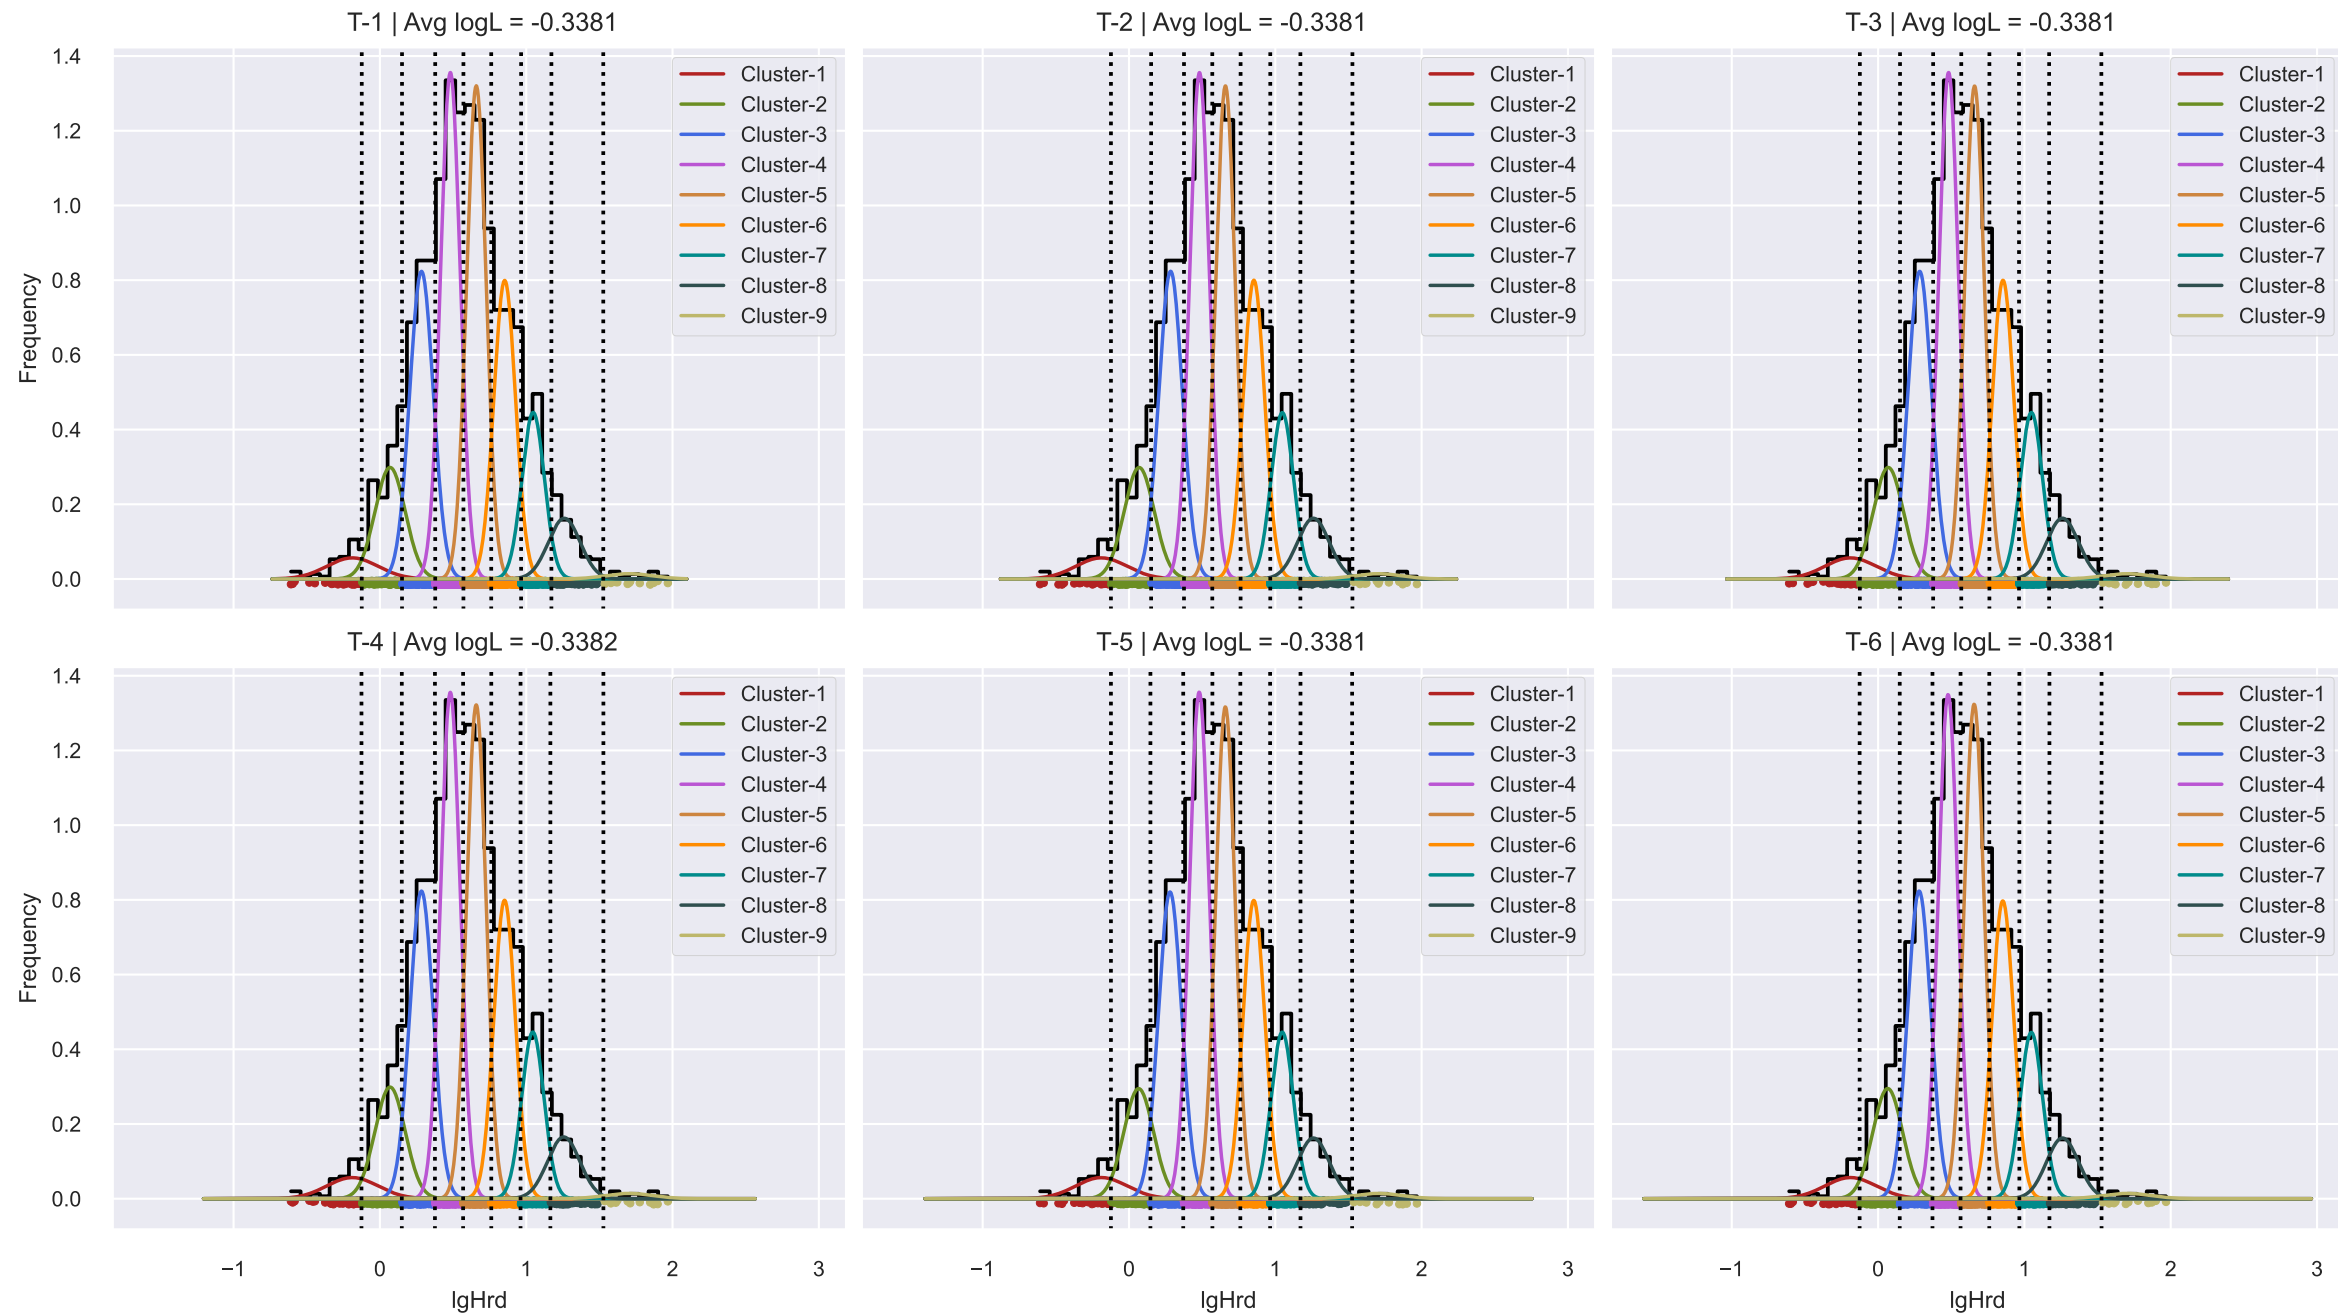 T-1 | Avg logL = -0.3381
T-2 | Avg logL = -0.3381
T-3 | Avg logL = -0.3381
1.4
1.2
1.0
0.8
0.6
0.4
0.2
0.0
Frequency
Cluster-1
Cluster-2
Cluster-3
Cluster-4
Cluster-5
Cluster-6
Cluster-7
Cluster-8
Cluster-9
Cluster-1
Cluster-2
Cluster-3
Cluster-4
Cluster-5
Cluster-6
Cluster-7
Cluster-8
Cluster-9
Cluster-1
Cluster-2
Cluster-3
Cluster-4
Cluster-5
Cluster-6
Cluster-7
Cluster-8
Cluster-9
T-4 | Avg logL = -0.3382
T-5 | Avg logL = -0.3381
T-6 | Avg logL = -0.3381
1.4
1.2
1.0
0.8
0.6
0.4
0.2
0.0
Frequency
Cluster-1
Cluster-2
Cluster-3
Cluster-4
Cluster-5
Cluster-6
Cluster-7
Cluster-8
Cluster-9
Cluster-1
Cluster-2
Cluster-3
Cluster-4
Cluster-5
Cluster-6
Cluster-7
Cluster-8
Cluster-9
Cluster-1
Cluster-2
Cluster-3
Cluster-4
Cluster-5
Cluster-6
Cluster-7
Cluster-8
Cluster-9
−1 0 1 2 3
−1 0 1 2 3
−1 0 1 2 3
lgHrd
lgHrd
lgHrd